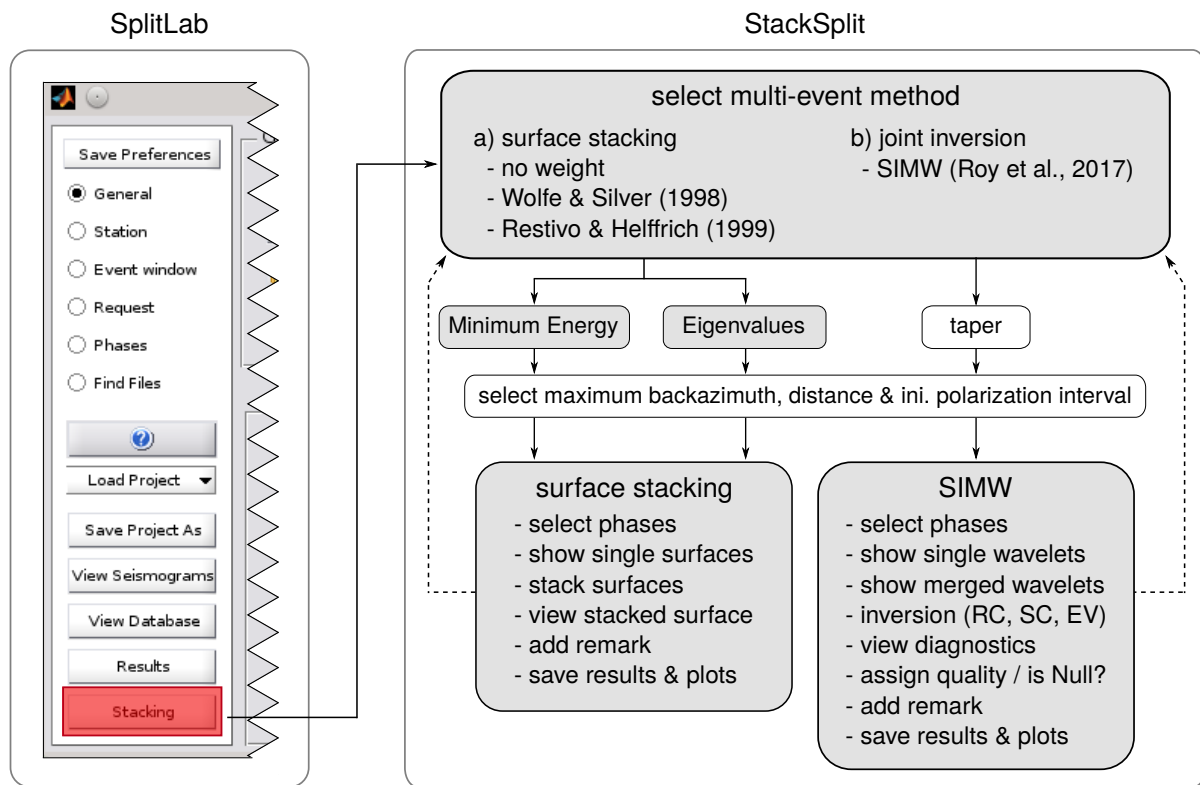 SplitLab
Save Preferences
General
Station
Event window
Request
Phases
Find Files
?
Load Project
Save Project As
View Seismograms
View Database
Results
Stacking
StackSplit
select multi-event method
a) surface stacking
- no weight
- Wolfe & Silver (1998)
- Restivo & Helffrich (1999)
b) joint inversion
- SIMW (Roy et al., 2017)
Minimum Energy
Eigenvalues
taper
select maximum backazimuth, distance & ini. polarization interval
surface stacking
- select phases
- show single surfaces
- stack surfaces
- view stacked surface
- add remark
- save results & plots
SIMW
- select phases
- show single wavelets
- show merged wavelets
- inversion (RC, SC, EV)
- view diagnostics
- assign quality / is Null?
- add remark
- save results & plots